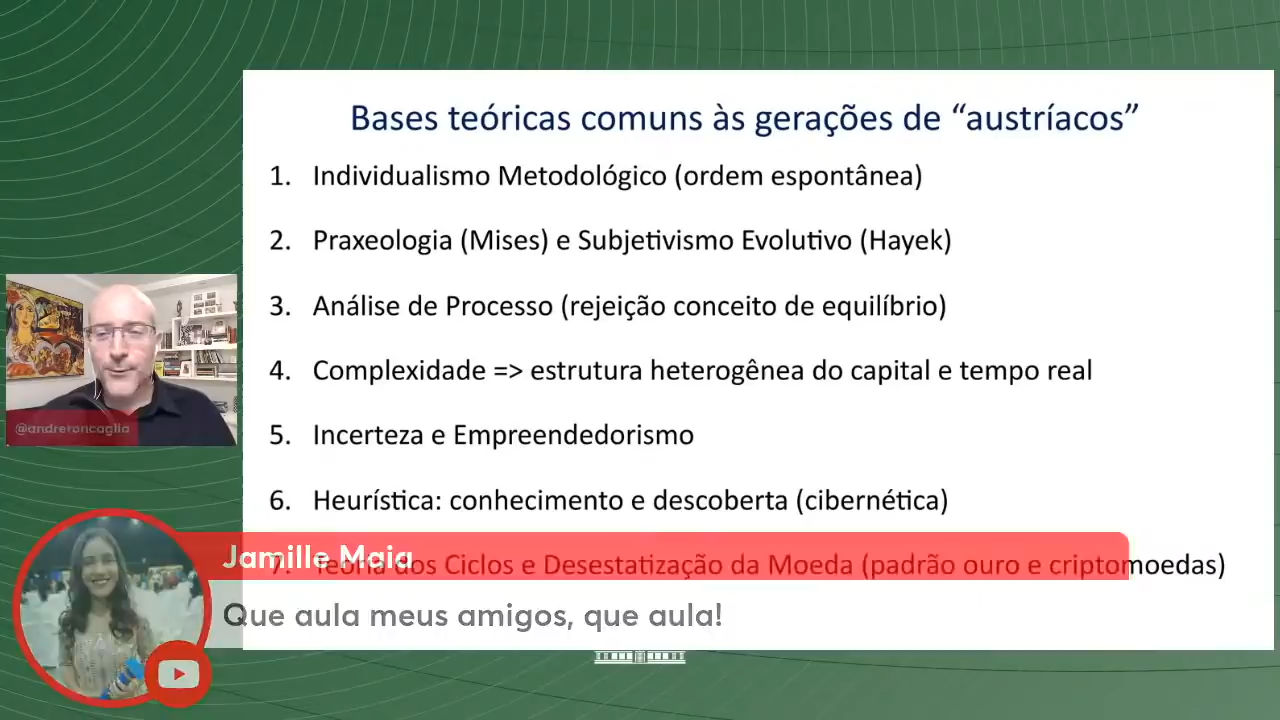 Bases teóricas comuns às gerações de “austríacos”
1. Individualismo Metodológico (ordem espontânea)
2. Praxeologia (Mises) e Subjetivismo Evolutivo (Hayek)
3. Análise de Processo (rejeição conceito de equilíbrio)
4. Complexidade => estrutura heterogênea do capital e tempo real
5. Incerteza e Empreendedorismo
6. Heurística: conhecimento e descoberta (cibernética)
7. Teoria dos Ciclos e Desestatização da Moeda (padrão ouro e criptomoedas)
@andretoncaglia
Jamille Maia
Que aula meus amigos, que aula!